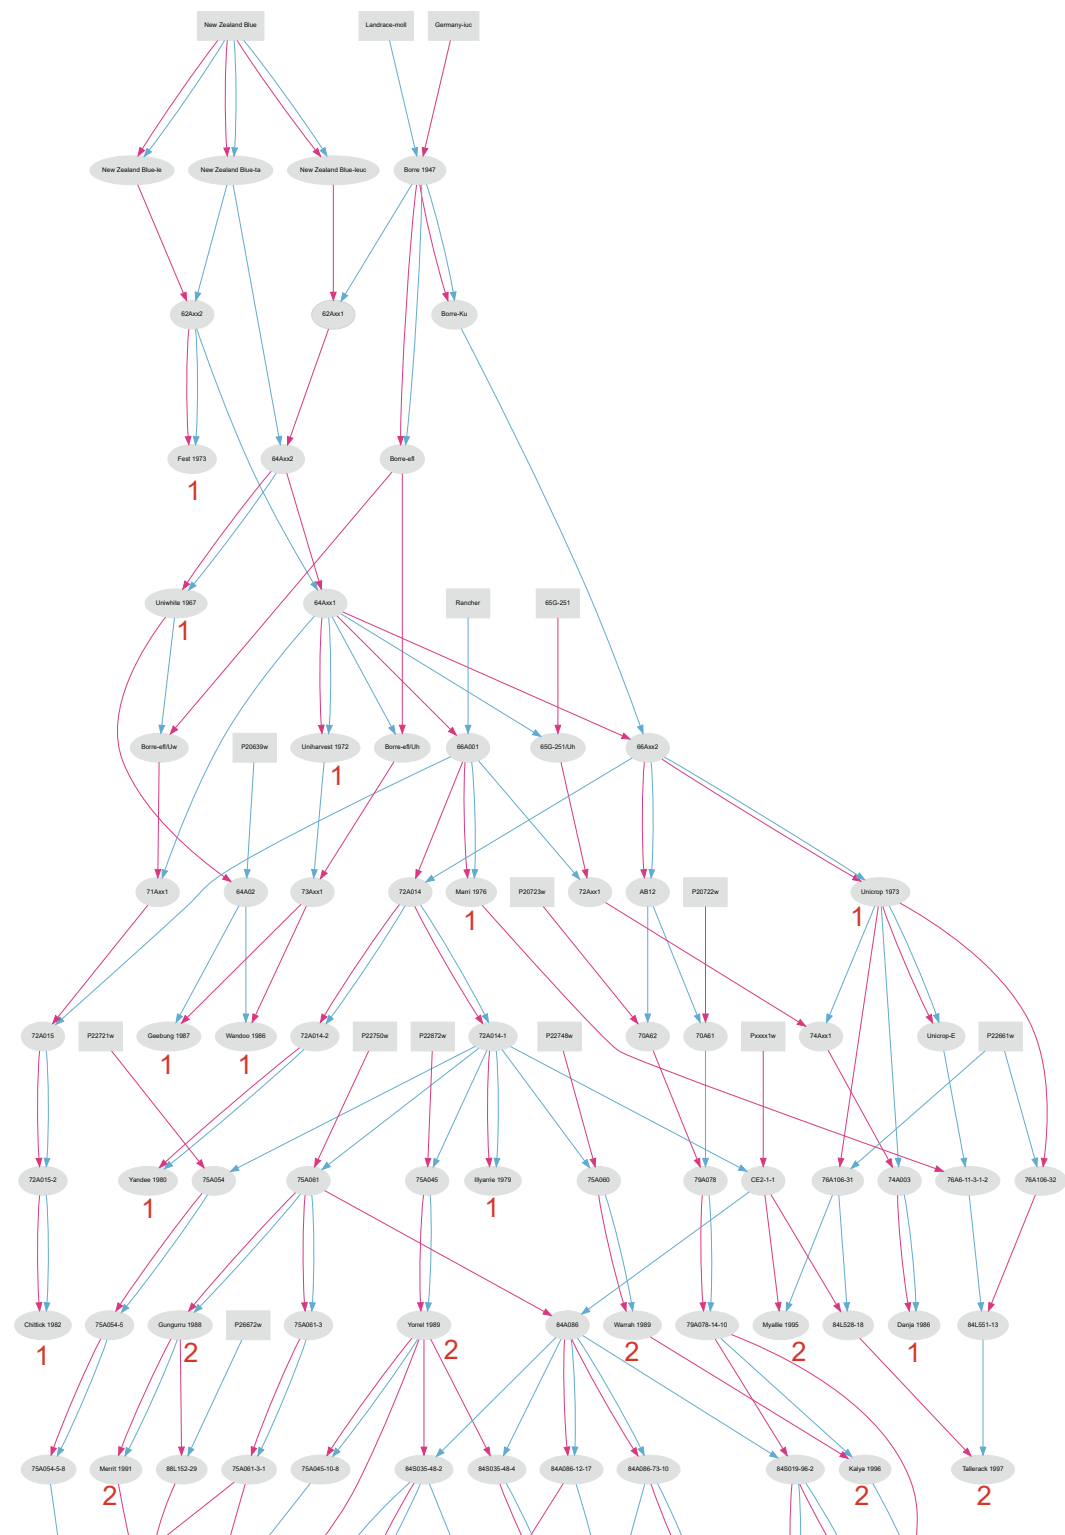 New Zealand Blue
Landrace-moll
Germany-iuc
New Zealand Blue-le
New Zealand Blue-ta
New Zealand Blue-leuc
Borre 1947
62Axx2
62Axx1
Borre-Ku
Fest 1973
64Axx2
Borre-efl
1
Uniwhite 1967
64Axx1
Rancher
65G-251
1
Borre-efl/Uw
P20639w
Uniharvest 1972
Borre-efl/Uh
66A001
65G-251/Uh
66Axx2
1
71Axx1
64A02
73Axx1
72A014
Marri 1976
P20723w
72Axx1
AB12
P20722w
Unicrop 1973
1
1
72A015
P22721w
Geebung 1987
Wandoo 1986
72A014-2
P22750w
P22872w
72A014-1
P22748w
70A62
70A61
Pxxxx1w
74Axx1
Unicrop-E
P22661w
1
1
72A015-2
Yandee 1980
75A054
75A061
75A045
Illyarrie 1979
75A060
79A078
CE2-1-1
76A106-31
74A003
76A6-11-3-1-2
76A106-32
1
1
Chittick 1982
75A054-5
Gungurru 1988
P26672w
75A061-3
Yorrel 1989
84A086
Warrah 1989
79A078-14-10
Myallie 1995
84L528-18
Danja 1986
84L551-13
1
2
2
2
2
1
75A054-5-8
Merrit 1991
88L152-29
75A061-3-1
75A045-10-8
84S035-48-2
84S035-48-4
84A086-12-17
84A086-73-10
84S019-96-2
Kalya 1996
Tallerack 1997
2
2
2